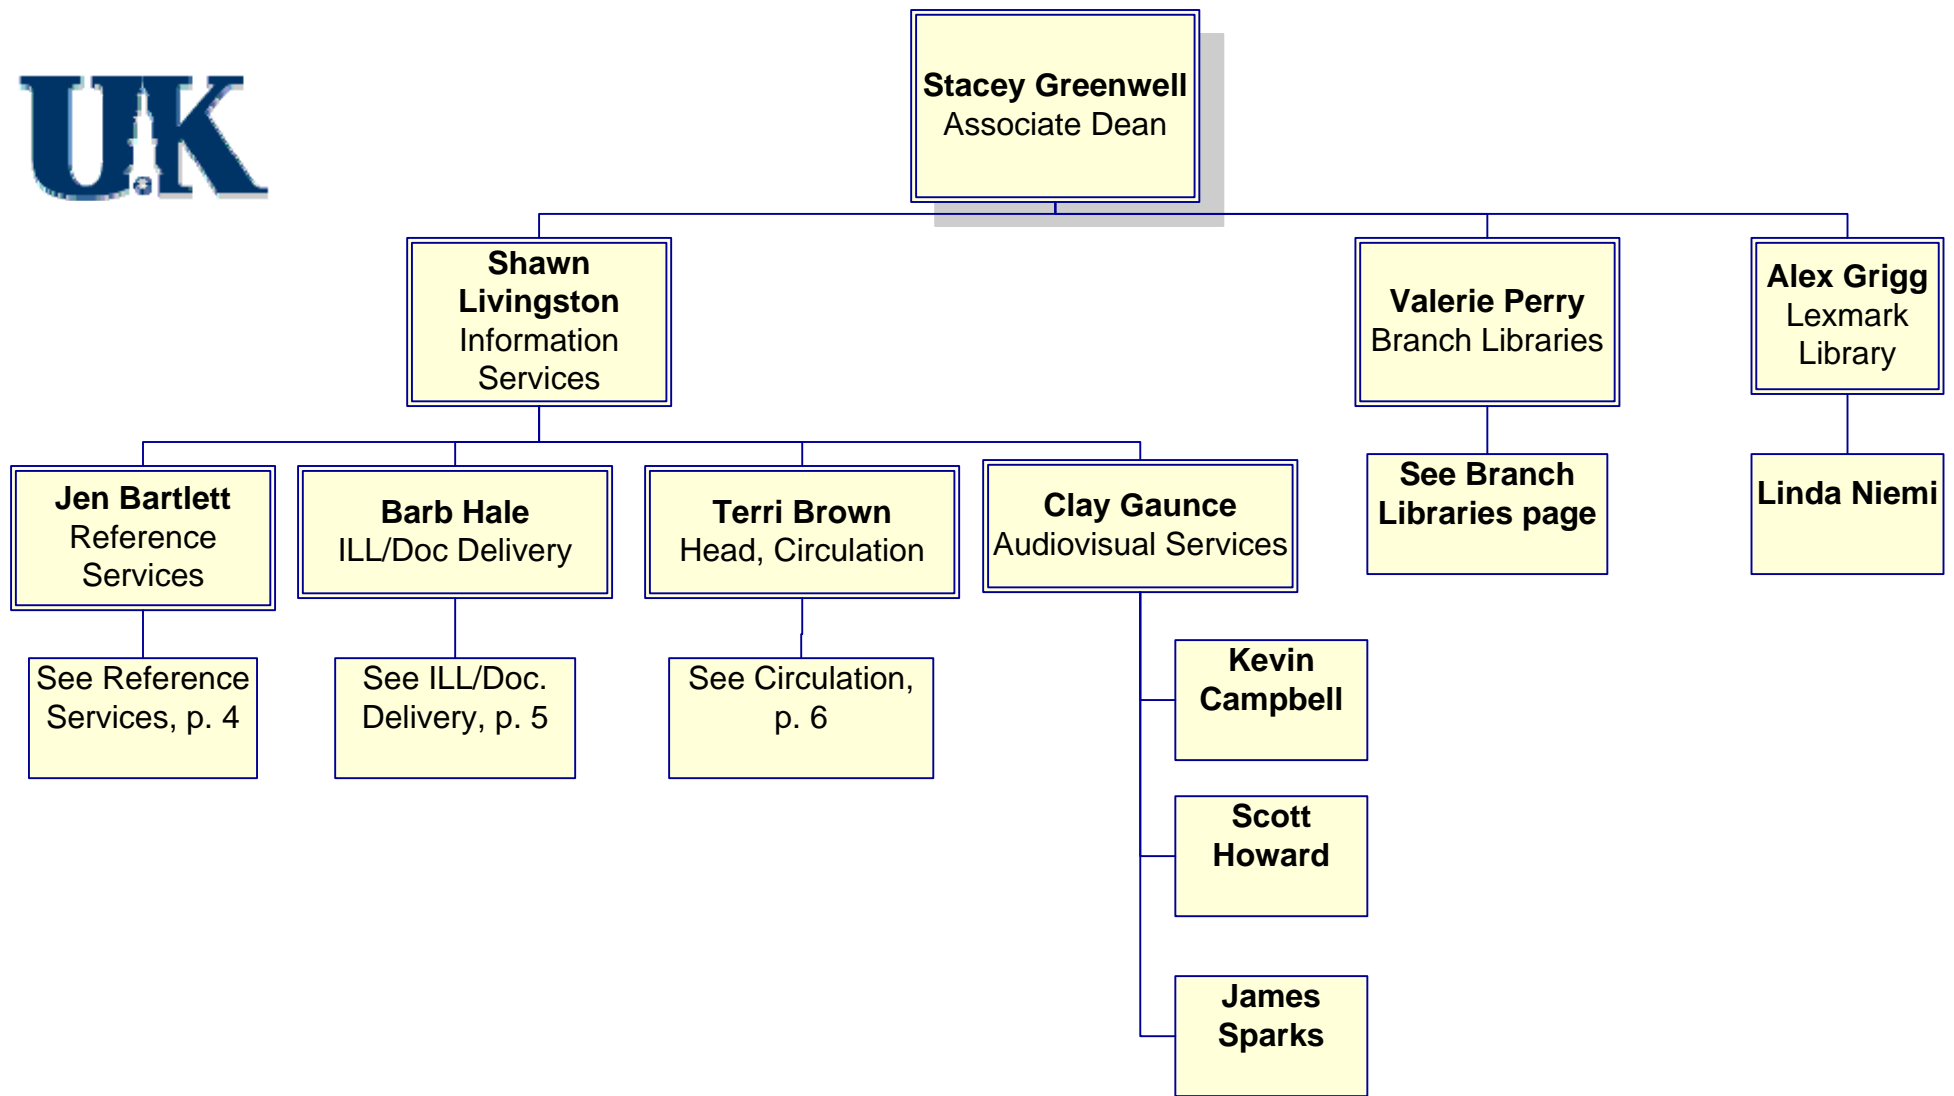 UK
Stacey Greenwell
Associate Dean
Shawn
Livingston
Information
Services
Valerie Perry
Branch Libraries
Alex Grigg
Lexmark
Library
Jen Bartlett
Reference
Services
Barb Hale
ILL/Doc Delivery
Terri Brown
Head, Circulation
Clay Gaunce
Audiovisual Services
See Branch
Libraries page
Linda Niemi
See Reference
Services, p. 4
See ILL/Doc.
Delivery, p. 5
See Circulation,
p. 6
Kevin
Campbell
Scott
Howard
James
Sparks